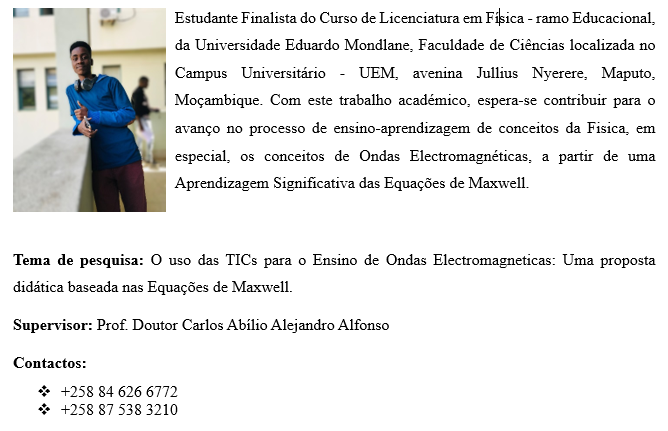 Estudante Finalista do Curso de Licenciatura em Fisica - ramo Educacional,
da Universidade Eduardo Mondlane, Faculdade de Ciências localizada no
Campus Universitário - UEM, avenina Jullius Nyerere, Maputo,
Moçambique. Com este trabalho académico, espera-se contribuir para o
avanço no processo de ensino-aprendizagem de conceitos da Fisica, em
especial, os conceitos de Ondas Electromagnéticas, a partir de uma
Aprendizagem Significativa das Equações de Maxwell.
Tema de pesquisa: O uso das TICs para o Ensino de Ondas Electromagneticas: Uma proposta
didática baseada nas Equações de Maxwell.
Supervisor: Prof. Doutor Carlos Abílio Alejandro Alfonso
Contactos:
❖ +258 84 626 6772
❖ +258 87 538 3210